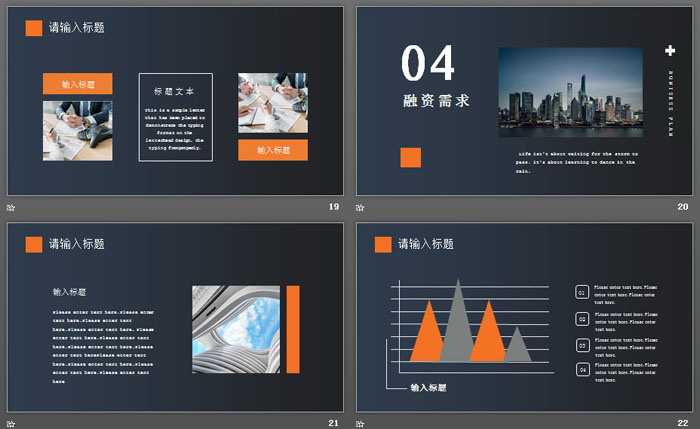 请输入标题
输入标题
标题文本
this is a sample letter
that has been placed to
demonstrate the typing
format on the
letterhead design. the
typing fompnpeely.
输入标题
19
04
融资需求
BUSINESS PLAN
Life isn't about waiting for the storm to
pass. it's about learning to dance in the
rain.
20
请输入标题
输入标题
please enter text here.please enter
text here.please enter text
here.please enter text here. please
enter text here.please enter text
here.please enter text here.please
enter text hereplease enter text
here.please enter text here.please
enter text here.please enter text
here
21
请输入标题
输入标题
01
Please enter text here.Please
enter text here.Please enter
text here.
02
Please enter text here.Please
enter text here.Please enter
text here.
03
Please enter text here.Please
enter text here.Please enter
text here.
04
Please enter text here.Please
enter text here.Please enter
text here.
22